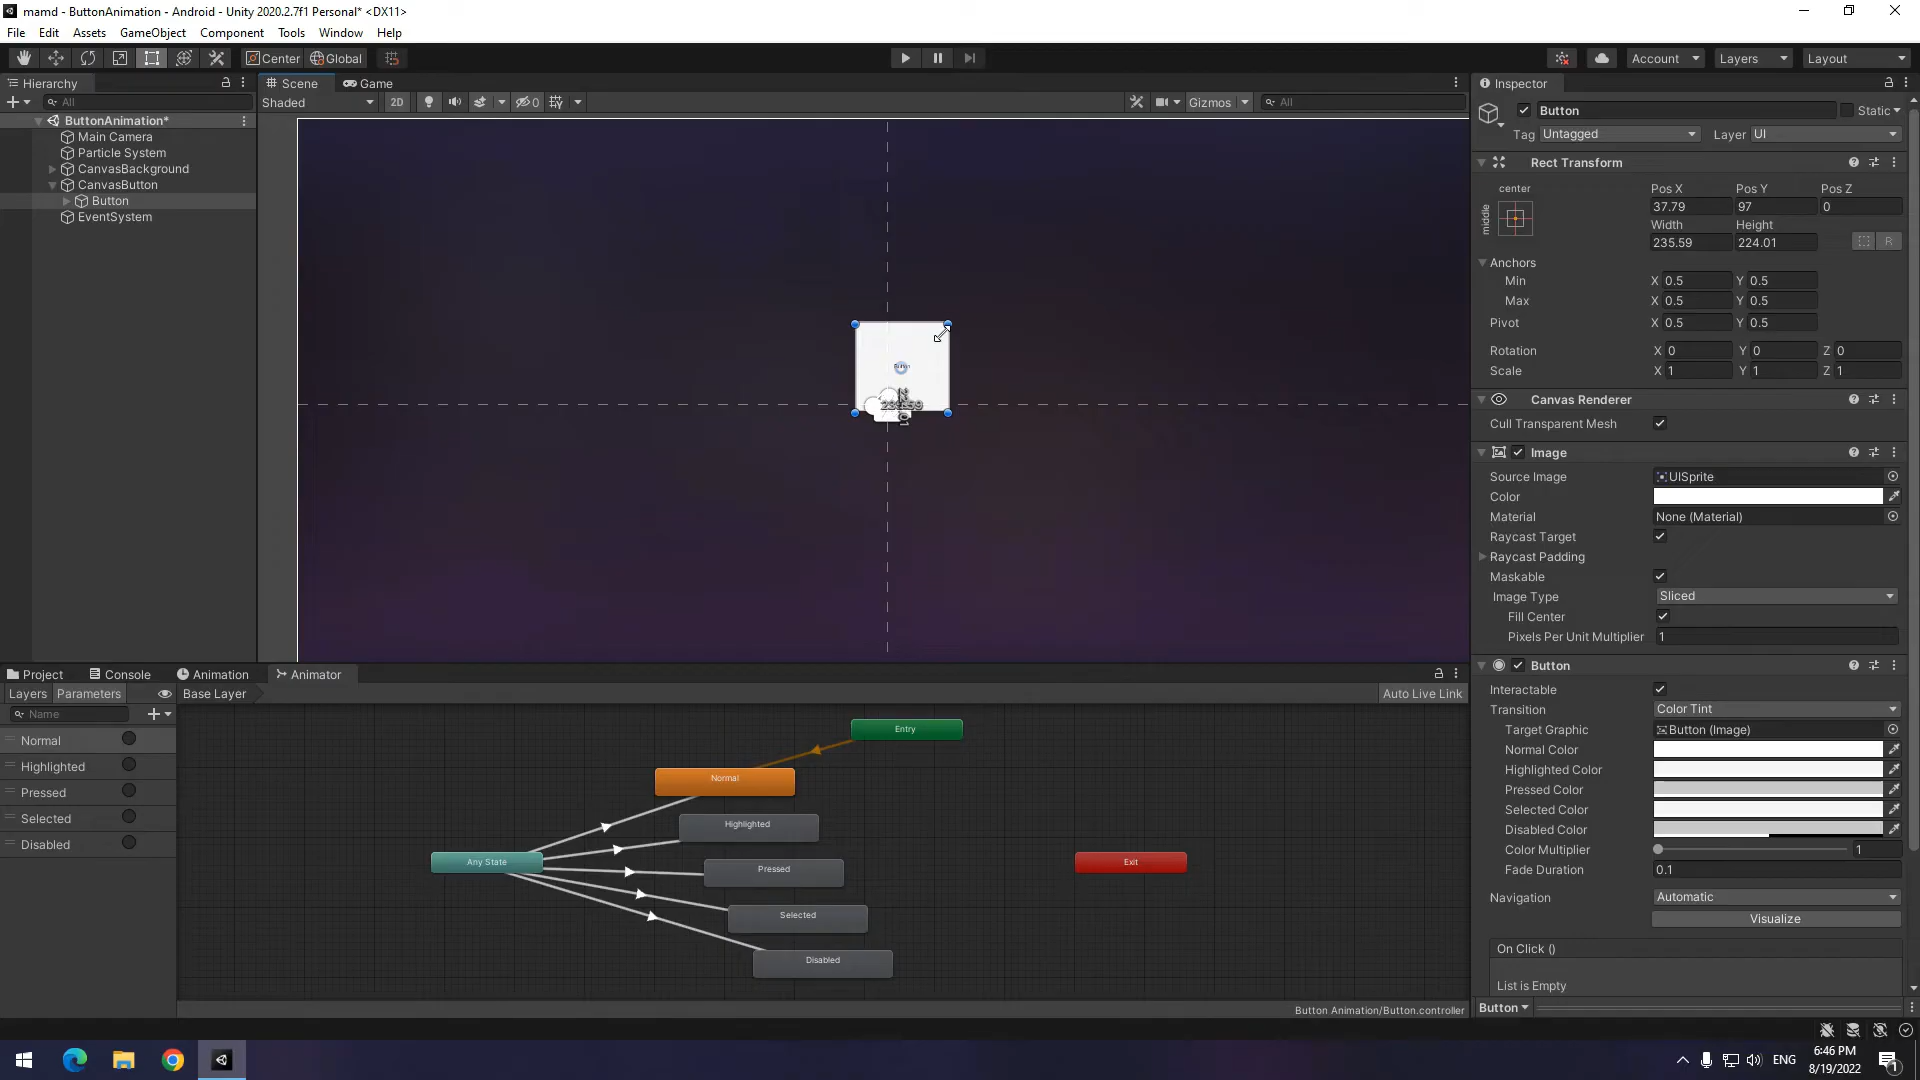 mamd - ButtonAnimation - Android - Unity 2020.2.7f1 Personal* <DX11>
File Edit Assets GameObject Component Tools Jobs Window Help
Center Global
Account Layers Layout
Hierarchy
All
ButtonAnimation*
Main Camera
Particle System
CanvasBackground
CanvasButton
Button
EventSystem
Scene Game
Shaded 2D 0 Gizmos All
Button
235.59
Inspector
Button Static
Tag Untagged Layer UI
Rect Transform
center
middle
Pos X Pos Y Pos Z
37.79 97 0
Width Height
235.59 224.01
R
Anchors
Min X 0.5 Y 0.5
Max X 0.5 Y 0.5
Pivot X 0.5 Y 0.5
Rotation X 0 Y 0 Z 0
Scale X 1 Y 1 Z 1
Canvas Renderer
Cull Transparent Mesh
Image
Source Image UISprite
Color
Material None (Material)
Raycast Target
Raycast Padding
Maskable
Image Type Sliced
Fill Center
Pixels Per Unit Multiplier 1
Button
Interactable
Transition Color Tint
Target Graphic Button (Image)
Normal Color
Highlighted Color
Pressed Color
Selected Color
Disabled Color
Color Multiplier 1
Fade Duration 0.1
Navigation Automatic
Visualize
On Click ()
List is Empty
Button
Project Console Animation Animator
Layers Parameters Base Layer Auto Live Link
Name
Normal
Highlighted
Pressed
Selected
Disabled
Entry
Normal
Highlighted
Any State
Pressed
Exit
Selected
Disabled
Button Animation/Button.controller
ENG
6:46 PM
8/19/2022
1